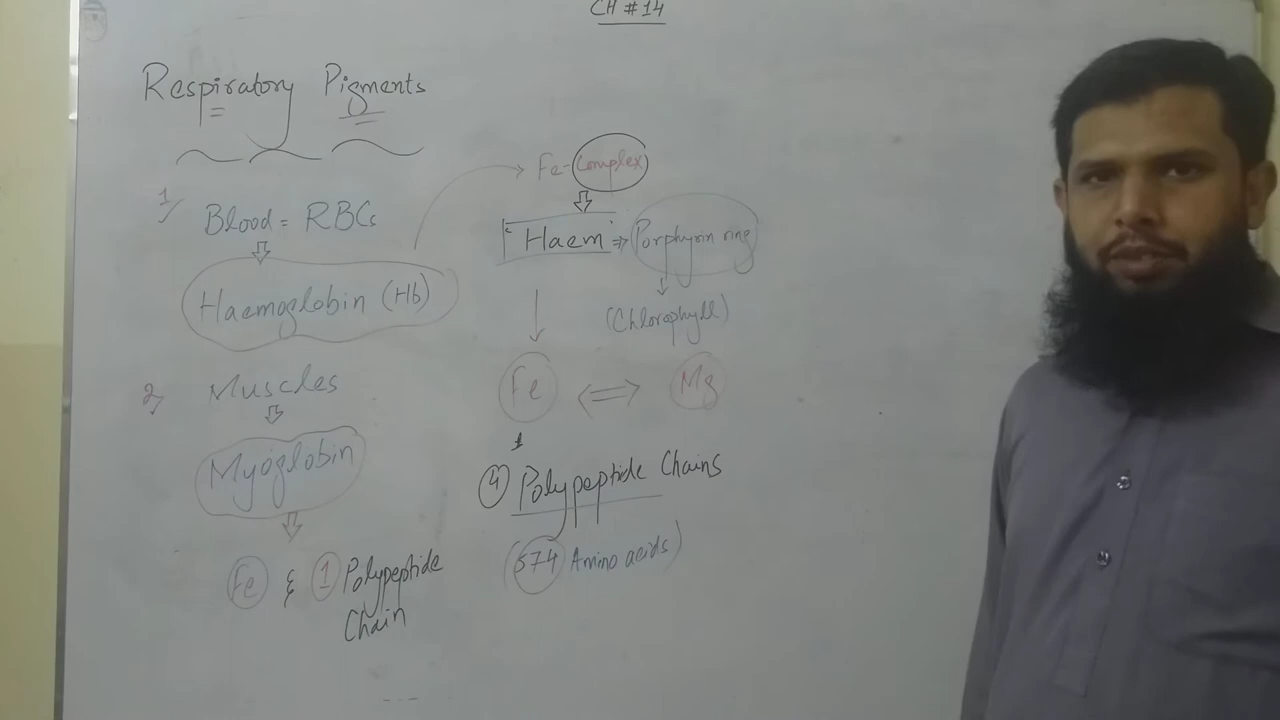 CH # 14
Respiratory Pigments
1, Blood = RBCs
Haemoglobin (Hb)
2, Muscles
Myoglobin
Fe & 1 Polypeptide
Chain
Fe-Complex
"Haem" ⇒ Porphyrin ring
(Chlorophyll)
Fe ⇔ Mg
4 Polypeptide Chains
(574 Amino acids)